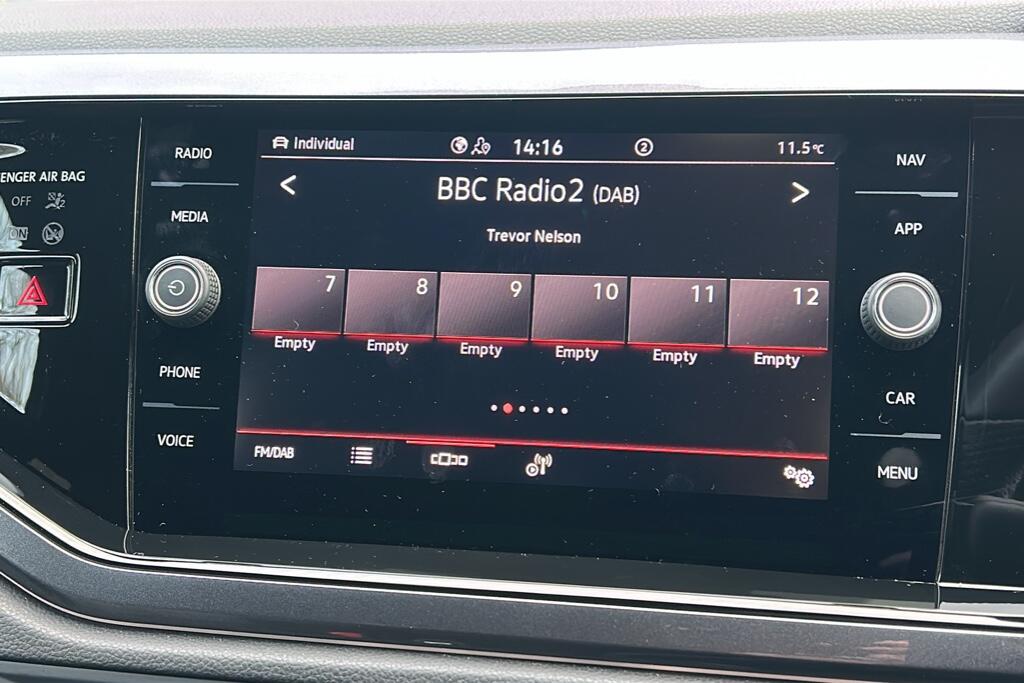 RADIO
MEDIA
PHONE
VOICE
ENGER AIR BAG
OFF
ON
Individual
14:16
2
11.5°C
BBC Radio2 (DAB)
Trevor Nelson
7 8 9 10 11 12
Empty Empty Empty Empty Empty Empty
FM/DAB
NAV
APP
CAR
MENU